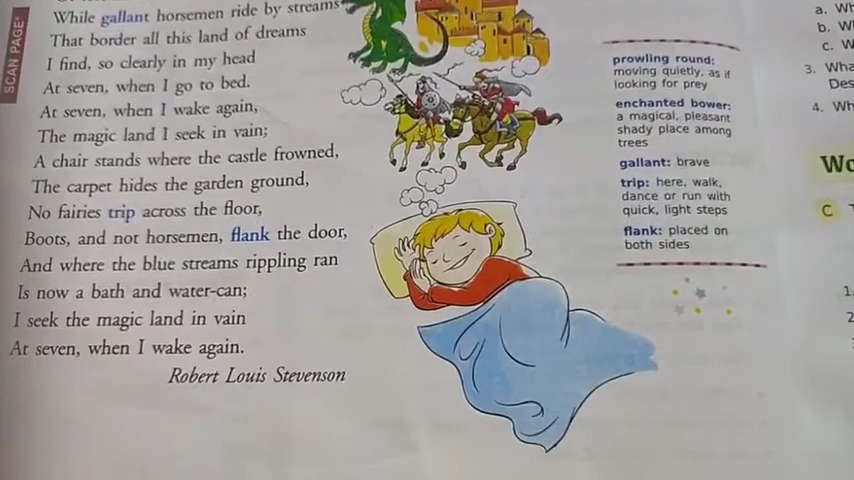 While gallant horsemen ride by streams
That border all this land of dreams
I find, so clearly in my head
At seven, when I go to bed.
At seven, when I wake again,
The magic land I seek in vain;
A chair stands where the castle frowned,
The carpet hides the garden ground,
No fairies trip across the floor,
Boots, and not horsemen, flank the door,
And where the blue streams rippling ran
Is now a bath and water-can;
I seek the magic land in vain
At seven, when I wake again.
Robert Louis Stevenson
SCAN PAGE*
prowling round:
moving quietly, as if
looking for prey
enchanted bower:
a magical, pleasant
shady place among
trees
gallant: brave
trip: here, walk,
dance or run with
quick, light steps
flank: placed on
both sides
a.
b.
c.
3.
4.
C
1.
2.